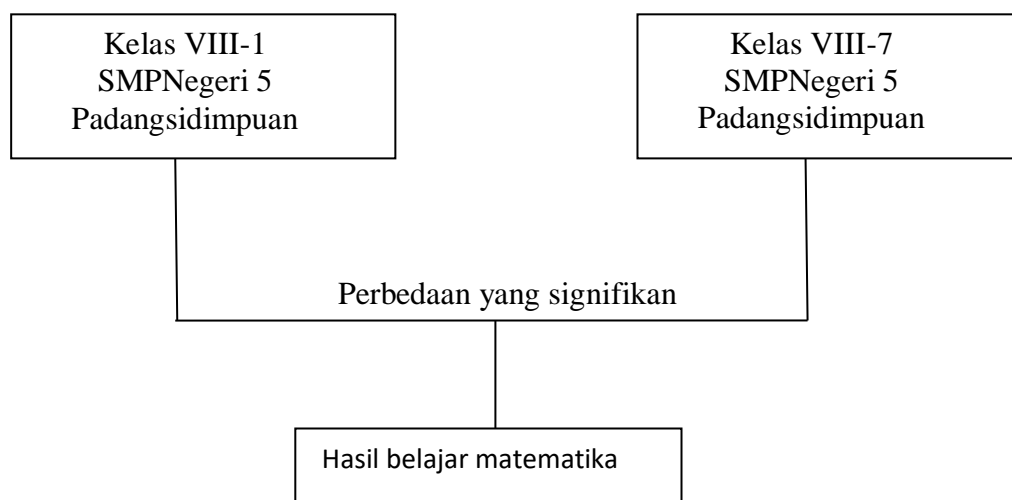 Kelas VIII-1
SMPNegeri 5
Padangsidimpuan
Kelas VIII-7
SMPNegeri 5
Padangsidimpuan
Perbedaan yang signifikan
Hasil belajar matematika